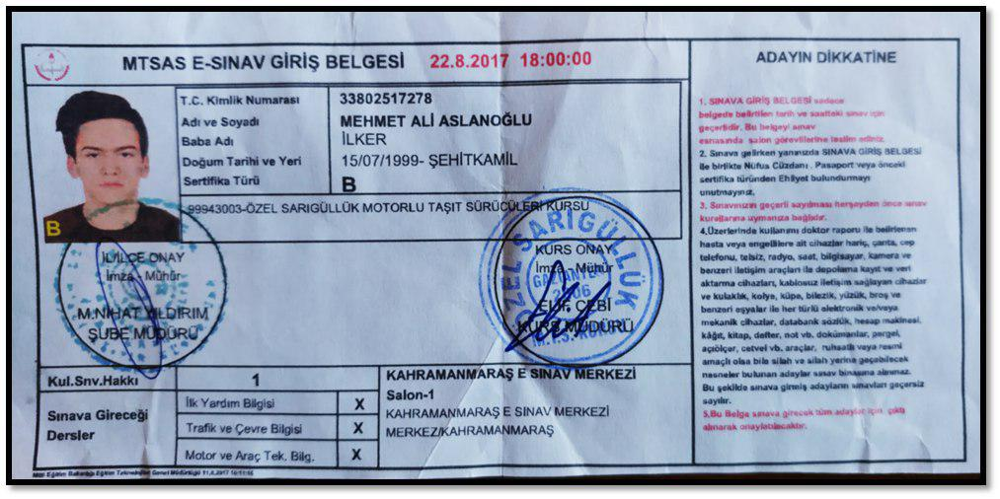 MTSAS E-SINAV GİRİŞ BELGESİ 22.8.2017 18:00:00
T.C. Kimlik Numarası 33802517278
Adı ve Soyadı MEHMET ALİ ASLANOĞLU
Baba Adı İLKER
Doğum Tarihi ve Yeri 15/07/1999- ŞEHİTKAMİL
Sertifika Türü B
99943003-ÖZEL SARIGÜLLÜK MOTORLU TAŞIT SÜRÜCÜLERİ KURSU
B
İL/İLÇE ONAY
İmza - Mühür
M.NİHAT YILDIRIM
ŞUBE MÜDÜRÜ
ÖZEL SARIGÜLLÜK
KURS ONAY
İmza - Mühür
GAZİANTEP
2006
ELİF ÇEBİ
KURS MÜDÜRÜ
Kul.Snv.Hakkı 1
Sınava Gireceği
Dersler
İlk Yardım Bilgisi X
Trafik ve Çevre Bilgisi X
Motor ve Araç Tek. Bilg. X
KAHRAMANMARAŞ E SINAV MERKEZİ
Salon-1
KAHRAMANMARAŞ E SINAV MERKEZİ
MERKEZ/KAHRAMANMARAŞ
Milli Eğitim Bakanlığı Eğitim Teknolojileri Genel Müdürlüğü 11.8.2017
ADAYIN DİKKATİNE
1. SINAVA GİRİŞ BELGESİ sadece
belgede belirtilen tarih ve saatteki sınav için
geçerlidir. Bu belgeyi sınav
esnasında salon görevlilerine teslim ediniz.
2. Sınava gelirken yanınızda SINAVA GİRİŞ BELGESİ
ile birlikte Nüfus Cüzdanı, Pasaport veya önceki
sertifika türünden Ehliyet bulundurmayı
unutmayınız.
3. Sınavınızın geçerli sayılması herşeyden önce sınav
kurallarına uymanıza bağlıdır.
4.Üzerlerinde kullanımı doktor raporu ile belirlenen
hasta veya engellilere ait cihazlar hariç, çanta, cep
telefonu, telsiz, radyo, saat, bilgisayar, kamera ve
benzeri iletişim araçları ile depolama kayıt ve veri
aktarma cihazları, kablosuz iletişim sağlayan cihazlar
ve kulaklık, kolye, küpe, bilezik, yüzük, broş ve
benzeri eşyalar ile her türlü elektronik ve/veya
mekanik cihazlar, databank sözlük, hesap makinesi,
kâğıt, kitap, defter, not vb. dokümanlar, pergel,
açıölçer, cetvel vb. araçlar, ruhsatlı veya resmi
amaçlı olsa bile silah ve silah yerine geçebilecek
nesneler bulunan adaylar sınav binasına alınmaz.
Bu şekilde sınava girmiş adayların sınavları geçersiz
sayılır.
5.Bu Belge sınava girecek tüm adaylar için çıktı
alınarak onaylatılacaktır.